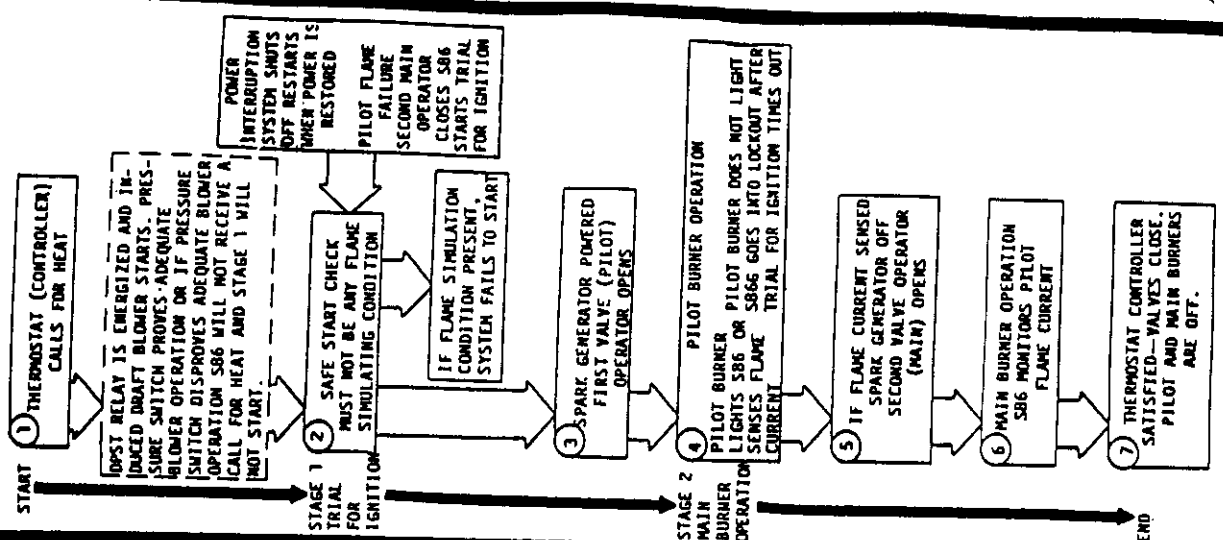 START
1 THERMOSTAT (CONTROLLER)
CALLS FOR HEAT
DPST RELAY IS ENERGIZED AND IN-
DUCED DRAFT BLOWER STARTS. PRES-
SURE SWITCH PROVES ADEQUATE
BLOWER OPERATION OR IF PRESSURE
SWITCH DISPROVES ADEQUATE BLOWER
OPERATION S86 WILL NOT RECEIVE A
CALL FOR HEAT AND STAGE 1 WILL
NOT START.
POWER
INTERRUPTION
SYSTEM SHUTS
OFF RESTARTS
WHEN POWER IS
RESTORED
PILOT FLAME
FAILURE
SECOND MAIN
OPERATOR
CLOSES S86
STARTS TRIAL
FOR IGNITION
STAGE 1
TRIAL
FOR
IGNITION
2 SAFE START CHECK
MUST NOT BE ANY FLAME
SIMULATING CONDITION
IF FLAME SIMULATION
CONDITION PRESENT,
SYSTEM FAILS TO START
3 SPARK GENERATOR POWERED
FIRST VALVE (PILOT)
OPERATOR OPENS
STAGE 2
MAIN
BURNER
OPERATION
4 PILOT BURNER OPERATION
PILOT BURNER
LIGHTS S86 OR PILOT BURNER DOES NOT LIGHT
SENSES FLAME S86G GOES INTO LOCKOUT AFTER
CURRENT TRIAL FOR IGNITION TIMES OUT
5 IF FLAME CURRENT SENSED
SPARK GENERATOR OFF
SECOND VALVE OPERATOR
(MAIN) OPENS
6 MAIN BURNER OPERATION
S86 MONITORS PILOT
FLAME CURRENT
7 THERMOSTAT CONTROLLER
SATISFIED—VALVES CLOSE.
PILOT AND MAIN BURNERS
ARE OFF.
END